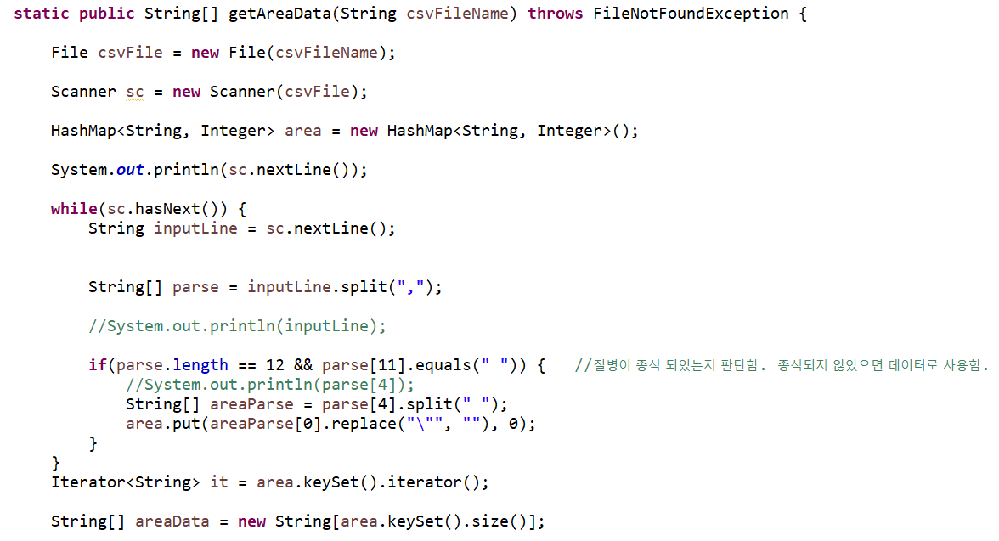 static public String[] getAreaData(String csvFileName) throws FileNotFoundException {
File csvFile = new File(csvFileName);
Scanner sc = new Scanner(csvFile);
HashMap<String, Integer> area = new HashMap<String, Integer>();
System.out.println(sc.nextLine());
while(sc.hasNext()) {
String inputLine = sc.nextLine();
String[] parse = inputLine.split(",");
//System.out.println(inputLine);
if(parse.length == 12 && parse[11].equals(" ")) { //질병이 종식 되었는지 판단함. 종식되지 않았으면 데이터로 사용함.
//System.out.println(parse[4]);
String[] areaParse = parse[4].split(" ");
area.put(areaParse[0].replace("\"", ""), 0);
}
}
Iterator<String> it = area.keySet().iterator();
String[] areaData = new String[area.keySet().size()];